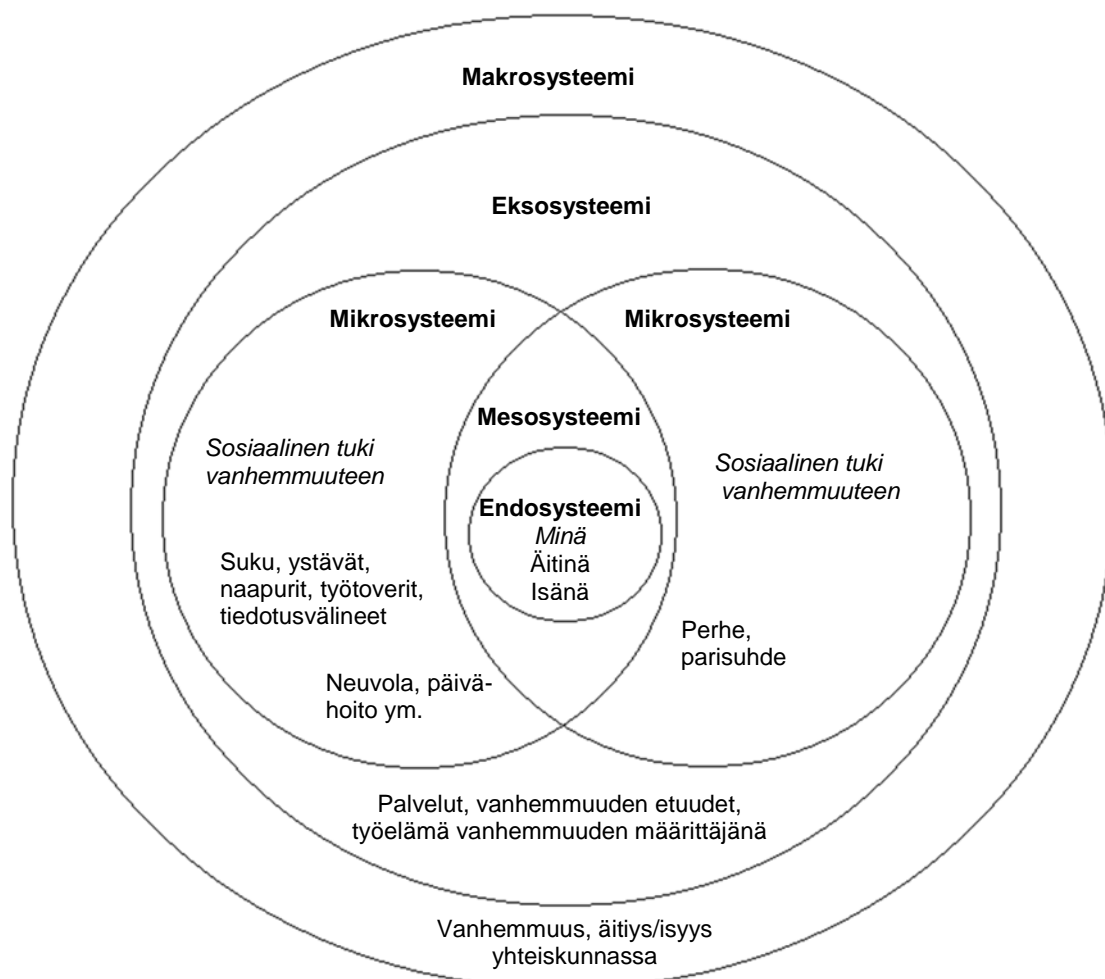 Makrosysteemi
Eksosysteemi
Mikrosysteemi
Mikrosysteemi
Mesosysteemi
Sosiaalinen tuki
vanhemmuuteen
Sosiaalinen tuki
vanhemmuuteen
Endosysteemi
Minä
Äitinä
Isänä
Suku, ystävät,
naapurit, työtoverit,
tiedotusvälineet
Perhe,
parisuhde
Neuvola, päivä-
hoito ym.
Palvelut, vanhemmuuden etuudet,
työelämä vanhemmuuden määrittäjänä
Vanhemmuus, äitiys/isyys
yhteiskunnassa